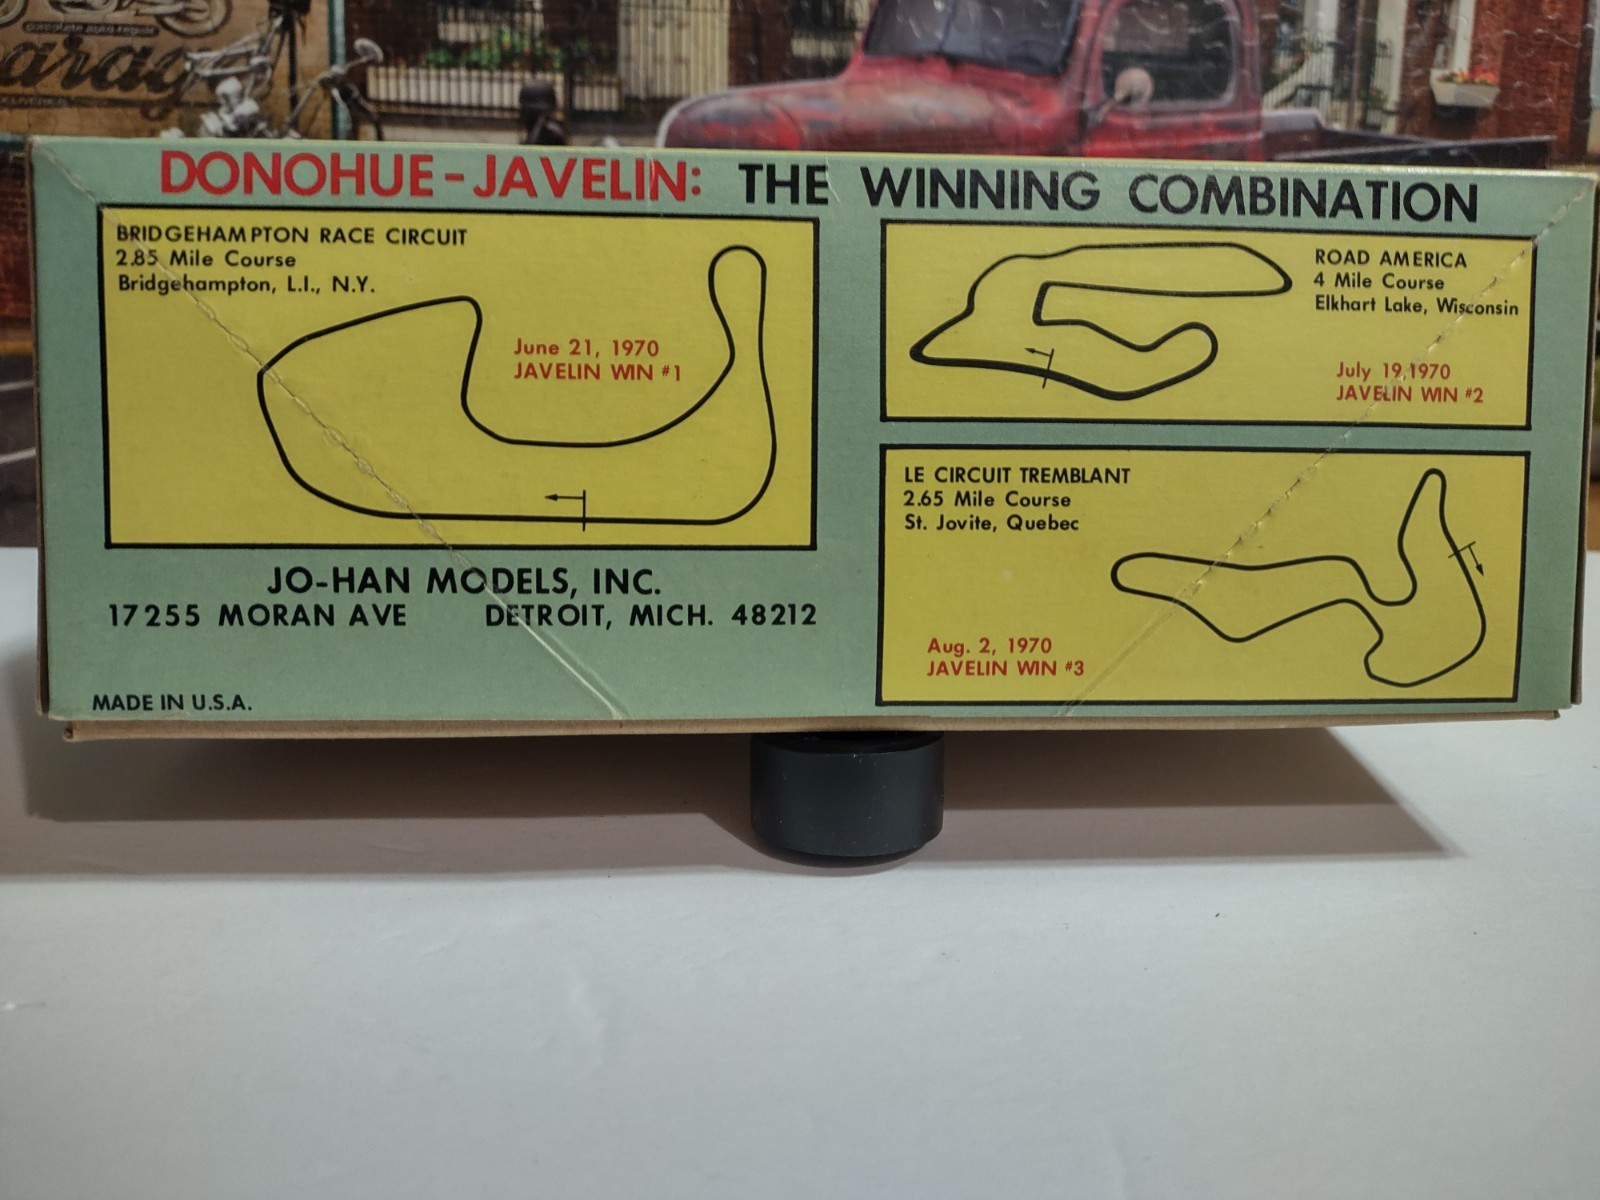 complete auto repair
DONOHUE-JAVELIN: THE WINNING COMBINATION
BRIDGEHAMPTON RACE CIRCUIT
2.85 Mile Course
Bridgehampton, L.I., N.Y.
June 21, 1970
JAVELIN WIN #1
ROAD AMERICA
4 Mile Course
Elkhart Lake, Wisconsin
July 19,1970
JAVELIN WIN #2
LE CIRCUIT TREMBLANT
2.65 Mile Course
St. Jovite, Quebec
Aug. 2, 1970
JAVELIN WIN #3
JO-HAN MODELS, INC.
17255 MORAN AVE DETROIT, MICH. 48212
MADE IN U.S.A.